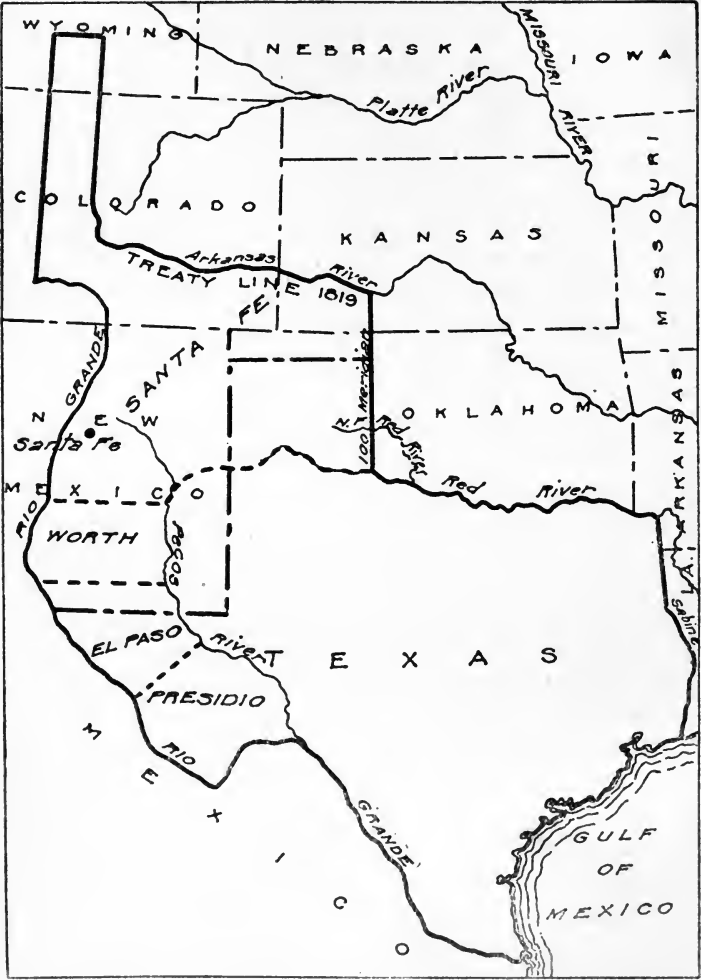 WYOMING
NEBRASKA
IOWA
MISSOURI
RIVER
Platte River
MISSOURI
COLORADO
KANSAS
Arkansas River
TREATY LINE 1819
SANTA FE
RIO GRANDE
100th Meridian
OKLAHOMA
ARKANSAS
NEW
MEXICO
Santa Fe
N.F. Red River
Red River
LA.
Sabine
WORTH
Pecos
River
EL PASO
TEXAS
PRESIDIO
RIO GRANDE
MEXICO
GULF
OF
MEXICO